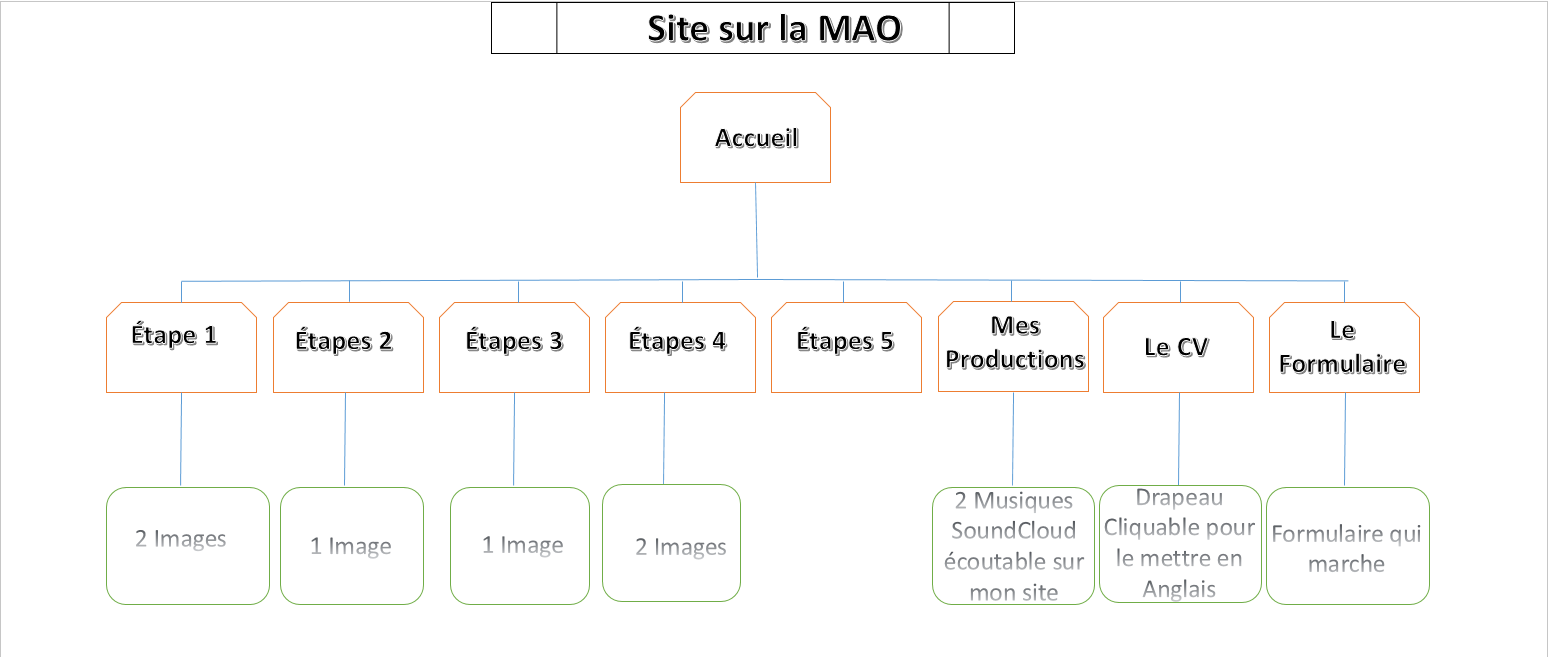 Site sur la MAO
Accueil
Étape 1
Étapes 2
Étapes 3
Étapes 4
Étapes 5
Mes
Productions
Le CV
Le
Formulaire
2 Images
1 Image
1 Image
2 Images
2 Musiques
SoundCloud
écoutable sur
mon site
Drapeau
Cliquable pour
le mettre en
Anglais
Formulaire qui
marche